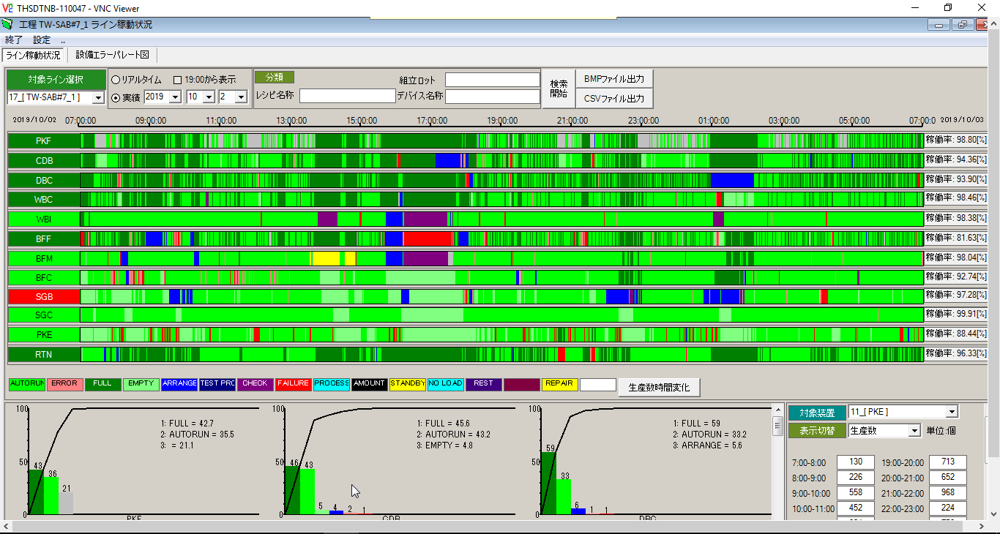 THSDTNB-110047 - VNC Viewer
工程 TW-SAB#7_1 ライン稼動状況
終了 設定 ..
ライン稼動状況 設備エラーパレート図
対象ライン選択 リアルタイム 19:00から表示 分類 組立ロット 検索開始 BMPファイル出力
17_[ TW-SAB#7_1 ] 実績 2019 10 2 レシピ名称 デバイス名称 CSVファイル出力
2019/10/02 07:00:00 09:00:00 11:00:00 13:00:00 15:00:00 17:00:00 19:00:00 21:00:00 23:00:00 01:00:00 03:00:00 05:00:00 07:00:0 2019/10/03
PKF 稼働率: 98.80[%]
CDB 稼働率: 94.36[%]
DBC 稼働率: 93.90[%]
WBC 稼働率: 98.46[%]
WBI 稼働率: 98.38[%]
BFF 稼働率: 81.63[%]
BFM 稼働率: 98.04[%]
BFC 稼働率: 92.74[%]
SGB 稼働率: 97.28[%]
SGC 稼働率: 99.91[%]
PKE 稼働率: 88.44[%]
RTN 稼働率: 96.33[%]
AUTORUN ERROR FULL EMPTY ARRANGE TEST PRO CHECK FAILURE PROCESS AMOUNT STANDBY NO LOAD REST REPAIR 生産数時間変化
100 1: FULL = 42.7
2: AUTORUN = 35.5
3: = 21.1
50 43 36 21
0 PKF
100 1: FULL = 45.6
2: AUTORUN = 43.2
3: EMPTY = 4.8
50 46 43 5 4 2 1
0 CDB
100 1: FULL = 59
2: AUTORUN = 33.2
3: ARRANGE = 5.6
50 59 33 6 1 1
0 DBC
対象装置 11_[ PKE ]
表示切替 生産数 単位:個
7:00-8:00 130 19:00-20:00 713
8:00-9:00 226 20:00-21:00 652
9:00-10:00 558 21:00-22:00 968
10:00-11:00 452 22:00-23:00 224